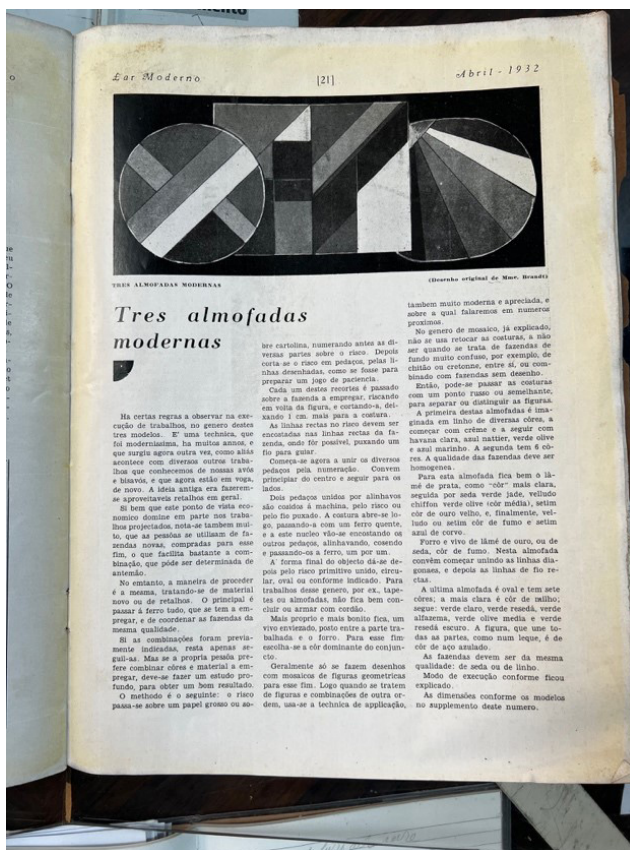 Lar Moderno
[21]
Abril - 1932
TRES ALMOFADAS MODERNAS
(Desenho original de Mme. Brandt)
Tres almofadas
modernas
Ha certas regras a observar na exe-
cução de trabalhos, no genero destes
tres modelos. E' uma technica, que
foi modernissima, ha muitos annos, e
que surgiu agora outra vez, como aliás
acontece com diversos outros traba-
lhos que conhecemos de nossas avós
e bisavós, e que agora estão em voga,
de novo. A ideia antiga era fazerem-
se aproveitaveis retalhos em geral.
Si bem que este ponto de vista eco-
nomico domine em parte nos traba-
lhos projectados, nota-se tambem mui-
to, que as pessôas se utilisam de fa-
zendas novas, compradas para esse
fim, o que facilita bastante a com-
binação, que póde ser determinada de
antemão.
No emtanto, a maneira de proceder
é a mesma, tratando-se de material
novo ou de retalhos. O principal é
passar á ferro tudo, que se tem a em-
pregar, e de coordenar as fazendas da
mesma qualidade.
Si as combinações foram previa-
mente indicadas, resta apenas se-
guil-as. Mas se a propria pessôa pre-
fere combinar côres e material a em-
pregar, deve-se fazer um estudo pro-
fundo, para obter um bom resultado.
O methodo é o seguinte: o risco
passa-se sobre um papel grosso ou so-
bre cartolina, numerando antes as di-
versas partes sobre o risco. Depois
corta-se o risco em pedaços, pelas li-
nhas desenhadas, como se fosse para
preparar um jogo de paciencia.
Cada um destes recortes é passado
sobre a fazenda a empregar, riscando
em volta da figura, e cortando-a, dei-
xando 1 cm. mais para a costura.
As linhas rectas no risco devem ser
encostadas nas linhas rectas da fa-
zenda, onde fôr possivel, puxando um
fio para guiar.
Começa-se agora a unir os diversos
pedaços pela numeração. Convem
principiar do centro e seguir para os
lados.
Dois pedaços unidos por alinhavos
são cosidos á machina, pelo risco ou
pelo fio puxado. A costura abre-se lo-
go, passando-a com um ferro quente,
e a este nucleo vão-se encostando os
outros pedaços, alinhavando, cosendo
e passando-os a ferro, um por um.
A' forma final do objecto dá-se de-
pois pelo risco primitivo unido, circu-
lar, oval ou conforme indicado. Para
trabalhos desse genero, por ex., tape-
tes ou almofadas, não fica bem con-
cluir ou armar com cordão.
Mais proprio e mais bonito fica, um
vivo enviezado, posto entre a parte tra-
balhada e o forro. Para esse fim
escolha-se a côr dominante do conjun-
cto.
Geralmente só se fazem desenhos
com mosaicos de figuras geometricas
para esse fim. Logo quando se tratem
de figuras e combinações de outra or-
dem, usa-se a technica de applicação,
tambem muito moderna e apreciada, e
sobre a qual falaremos em numeros
proximos.
No genero de mosaico, já explicado,
não se usa retocar as costuras, a não
ser quando se trata de fazendas de
fundo muito confuso, por exemplo, de
chitão ou cretonne, entre si, ou com-
binado com fazendas sem desenho.
Então, pode-se passar as costuras
com um ponto russo ou semelhante,
para separar ou distinguir as figuras.
A primeira destas almofadas é ima-
ginada em linho de diversas côres, a
começar com crême e a seguir com
havana clara, azul nattier, verde olive
e azul marinho. A segunda tem 6 cô-
res. A qualidade das fazendas deve ser
homogenea.
Para esta almofada fica bem o lã-
mé de prata, como "côr" mais clara,
seguida por seda verde jade, velludo
chiffon verde olive (côr média), setim
côr de ouro velho, e, finalmente, vel-
ludo ou setim côr de fumo e setim
azul de corvo.
Forro e vivo de lãmé de ouro, ou de
seda, côr de fumo. Nesta almofada
convém começar unindo as linhas dia-
gonaes, e depois as linhas de fio re-
ctas.
A ultima almofada é oval e tem sete
côres; a mais clara é côr de milho;
segue: verde claro, verde resedá, verde
alfazema, verde olive media e verde
resedá escuro. A figura, que une to-
das as partes, como num leque, é de
côr de aço azulado.
As fazendas devem ser da mesma
qualidade: de seda ou de linho.
Modo de execução conforme ficou
explicado.
As dimensões conforme os modelos
no supplemento deste numero.